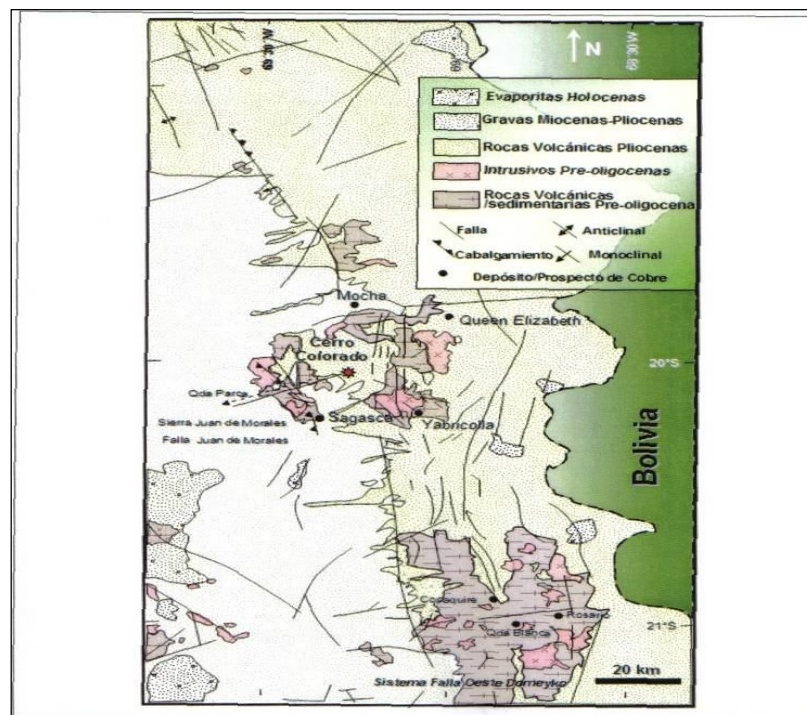 69 30 W
69
68 30 W
N
Evaporitas Holocenas
Gravas Miocenas-Pliocenas
Rocas Volcánicas Pliocenas
Intrusivos Pre-oligocenas
Rocas Volcánicas
/sedimentarias Pre-oligocena
Falla
Anticlinal
Cabalgamiento
Monoclinal
Depósito/Prospecto de Cobre
Mocha
Queen Elizabeth
Cerro
Colorado
20°S
Qda Parca
Sierra Juan de Morales
Sagasca
Yabricolla
Falla Juan de Morales
Bolivia
Copaquire
Rosario
Qda Blanca
21°S
Sistema Falla Oeste Domeyko
20 km